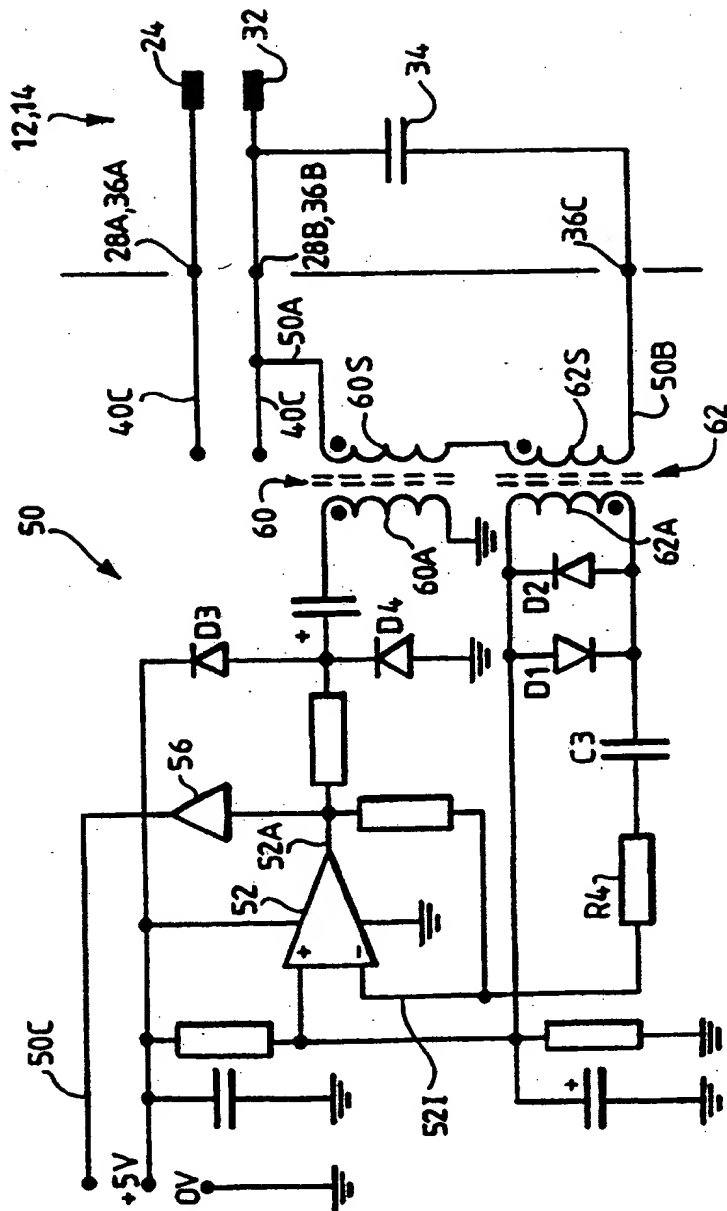 12,14
24
32
34
28A,36A
28B,36B
36C
40C
40C
50A
50B
60S
62S
62
60
60A
62A
50
D3
D4
D2
D1
C3
R4
56
52A
52
+
-
52I
50C
+5V
0V
+
+